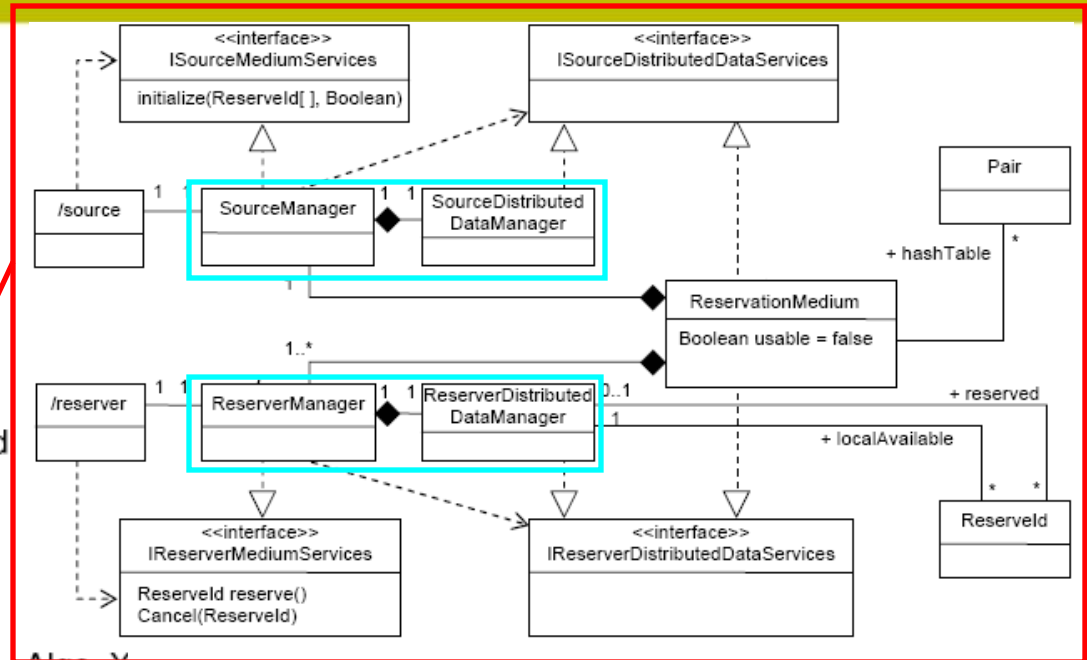 <<interface>>
ISourceMediumServices
initialize(ReserveId[ ], Boolean)
<<interface>>
ISourceDistributedDataServices
Pair
*
+ hashTable
/source
1
1
SourceManager
1
1
SourceDistributed
DataManager
1
ReservationMedium
Boolean usable = false
1..*
/reserver
1
1
ReserverManager
1
1
ReserverDistributed
DataManager
0..1
+ reserved
1
+ localAvailable
d
*
*
ReserveId
<<interface>>
IReserverMediumServices
ReserveId reserve()
Cancel(ReserveId)
<<interface>>
IReserverDistributedDataServices